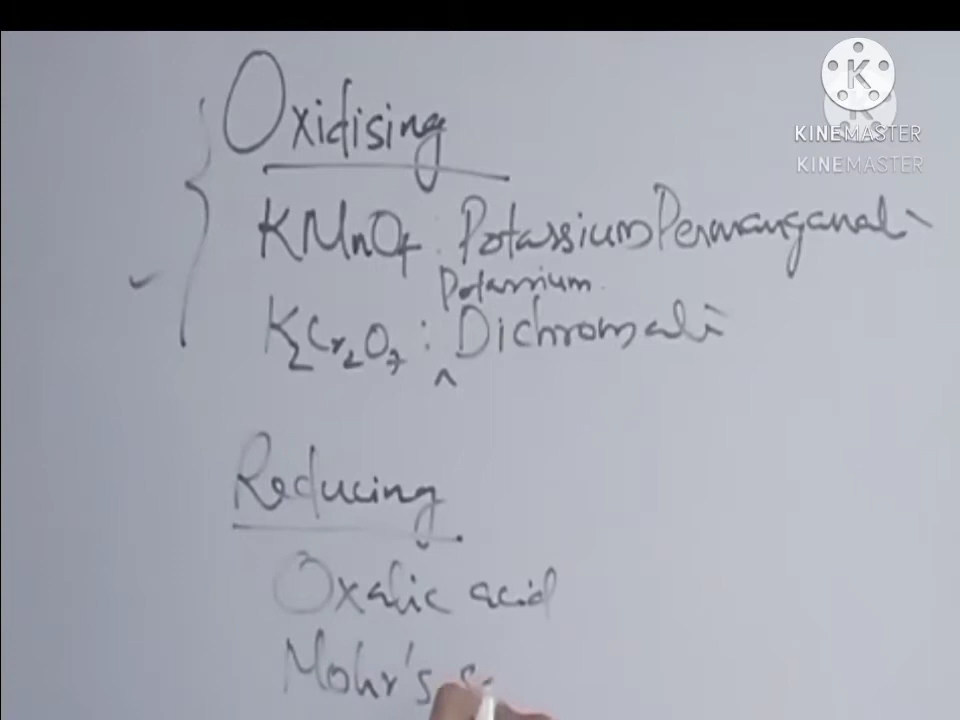 Oxidising
KMnO4 : Potassium Permanganate
Potassium
K2Cr2O7 : ^ Dichromate
Reducing
Oxalic acid
Mohr's
K
KINEMASTER
KINEMASTER